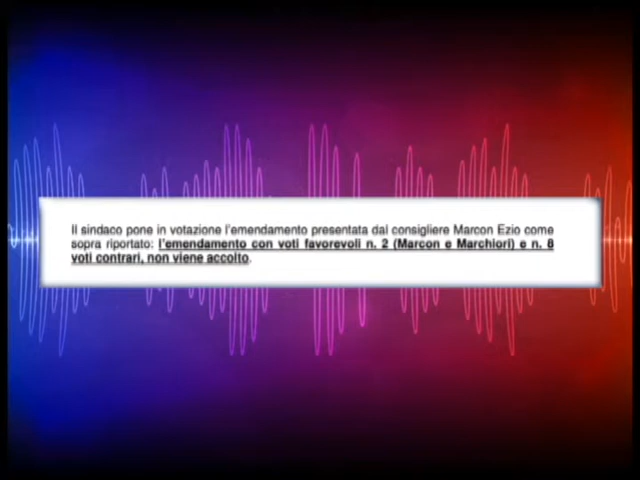 Il sindaco pone in votazione l'emendamento presentata dal consigliere Marcon Ezio come
sopra riportato: l'emendamento con voti favorevoli n. 2 (Marcon e Marchiori) e n. 8
voti contrari, non viene accolto.